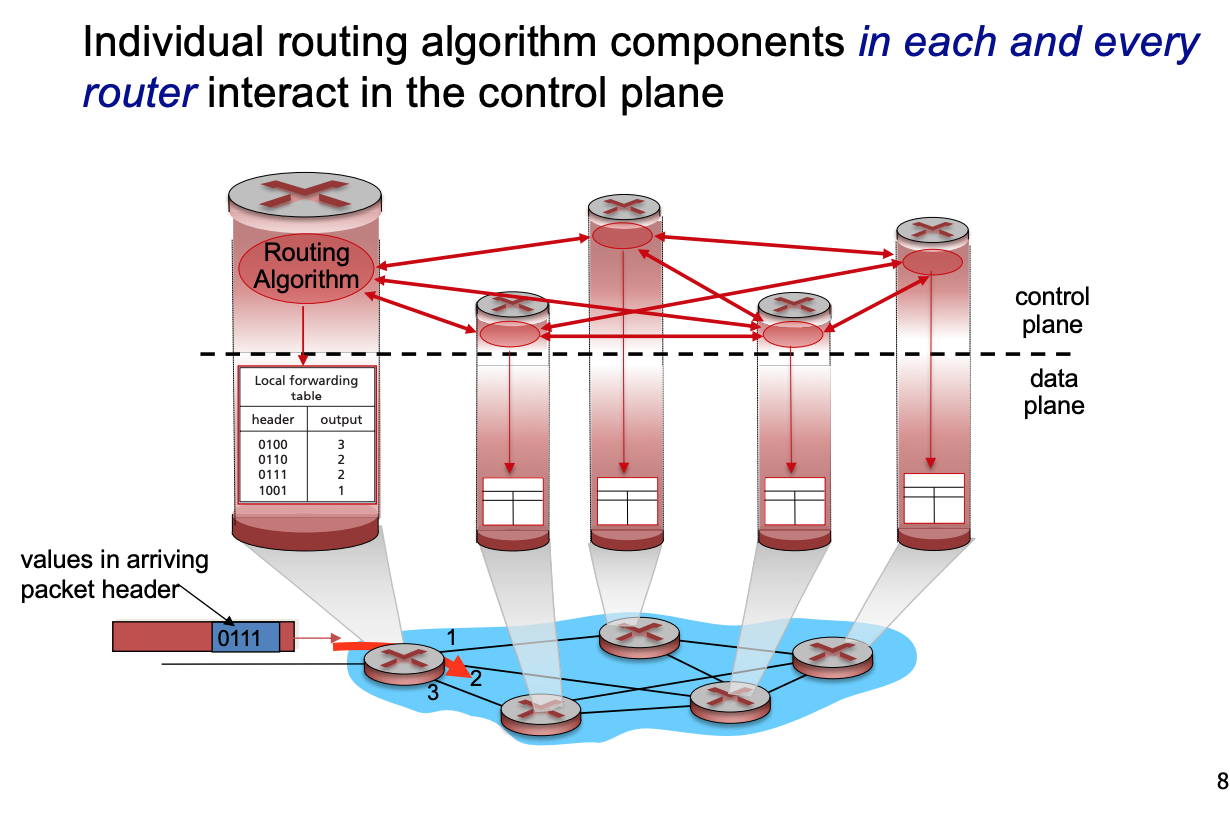 Individual routing algorithm components in each and every
router interact in the control plane
Routing
Algorithm
control
plane
data
plane
Local forwarding
table
header output
0100 3
0110 2
0111 2
1001 1
values in arriving
packet header
0111
1
2
3
8